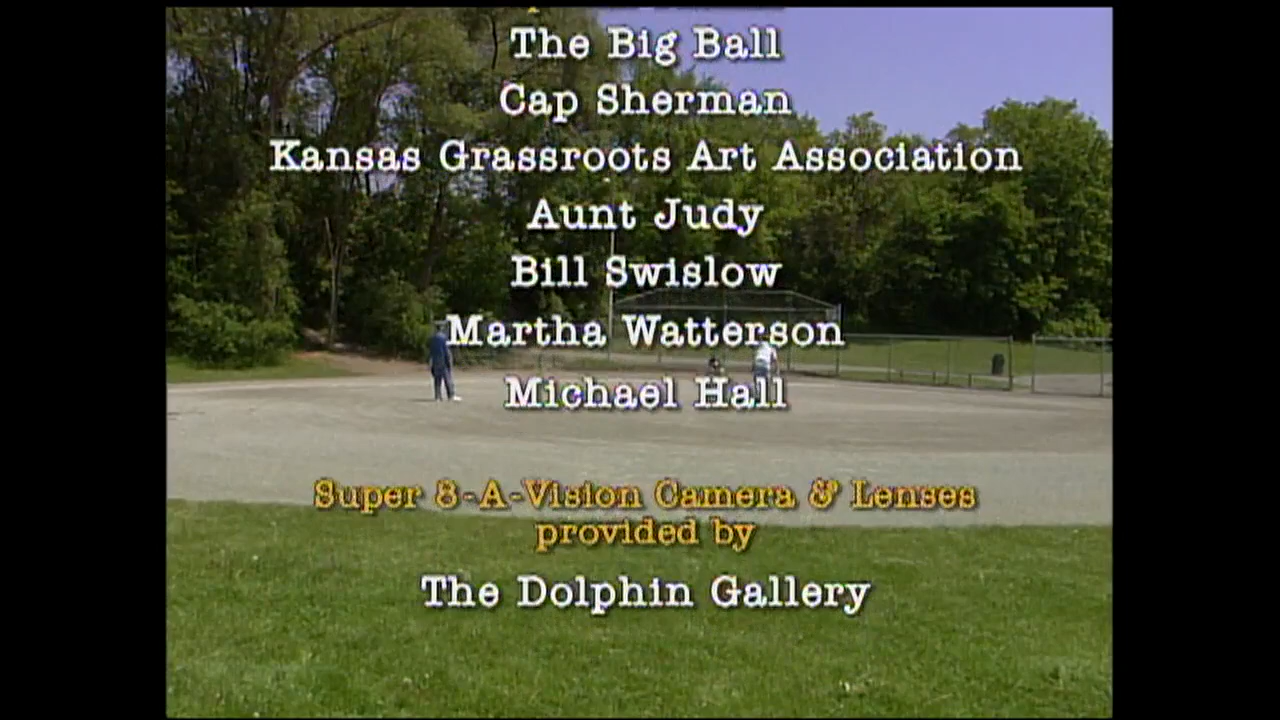 The Big Ball
Cap Sherman
Kansas Grassroots Art Association
Aunt Judy
Bill Swislow
Martha Watterson
Michael Hall
Super 8-A-Vision Camera & Lenses
provided by
The Dolphin Gallery